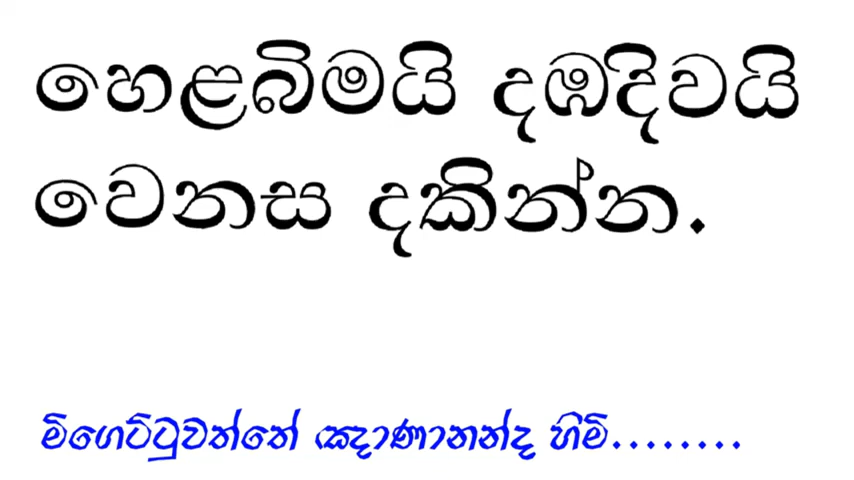 හෙළබිමයි දඹදිවයි
වෙනස දකින්න.
මිගෙට්ටුවත්තේ ඤාණානන්ද හිමි........